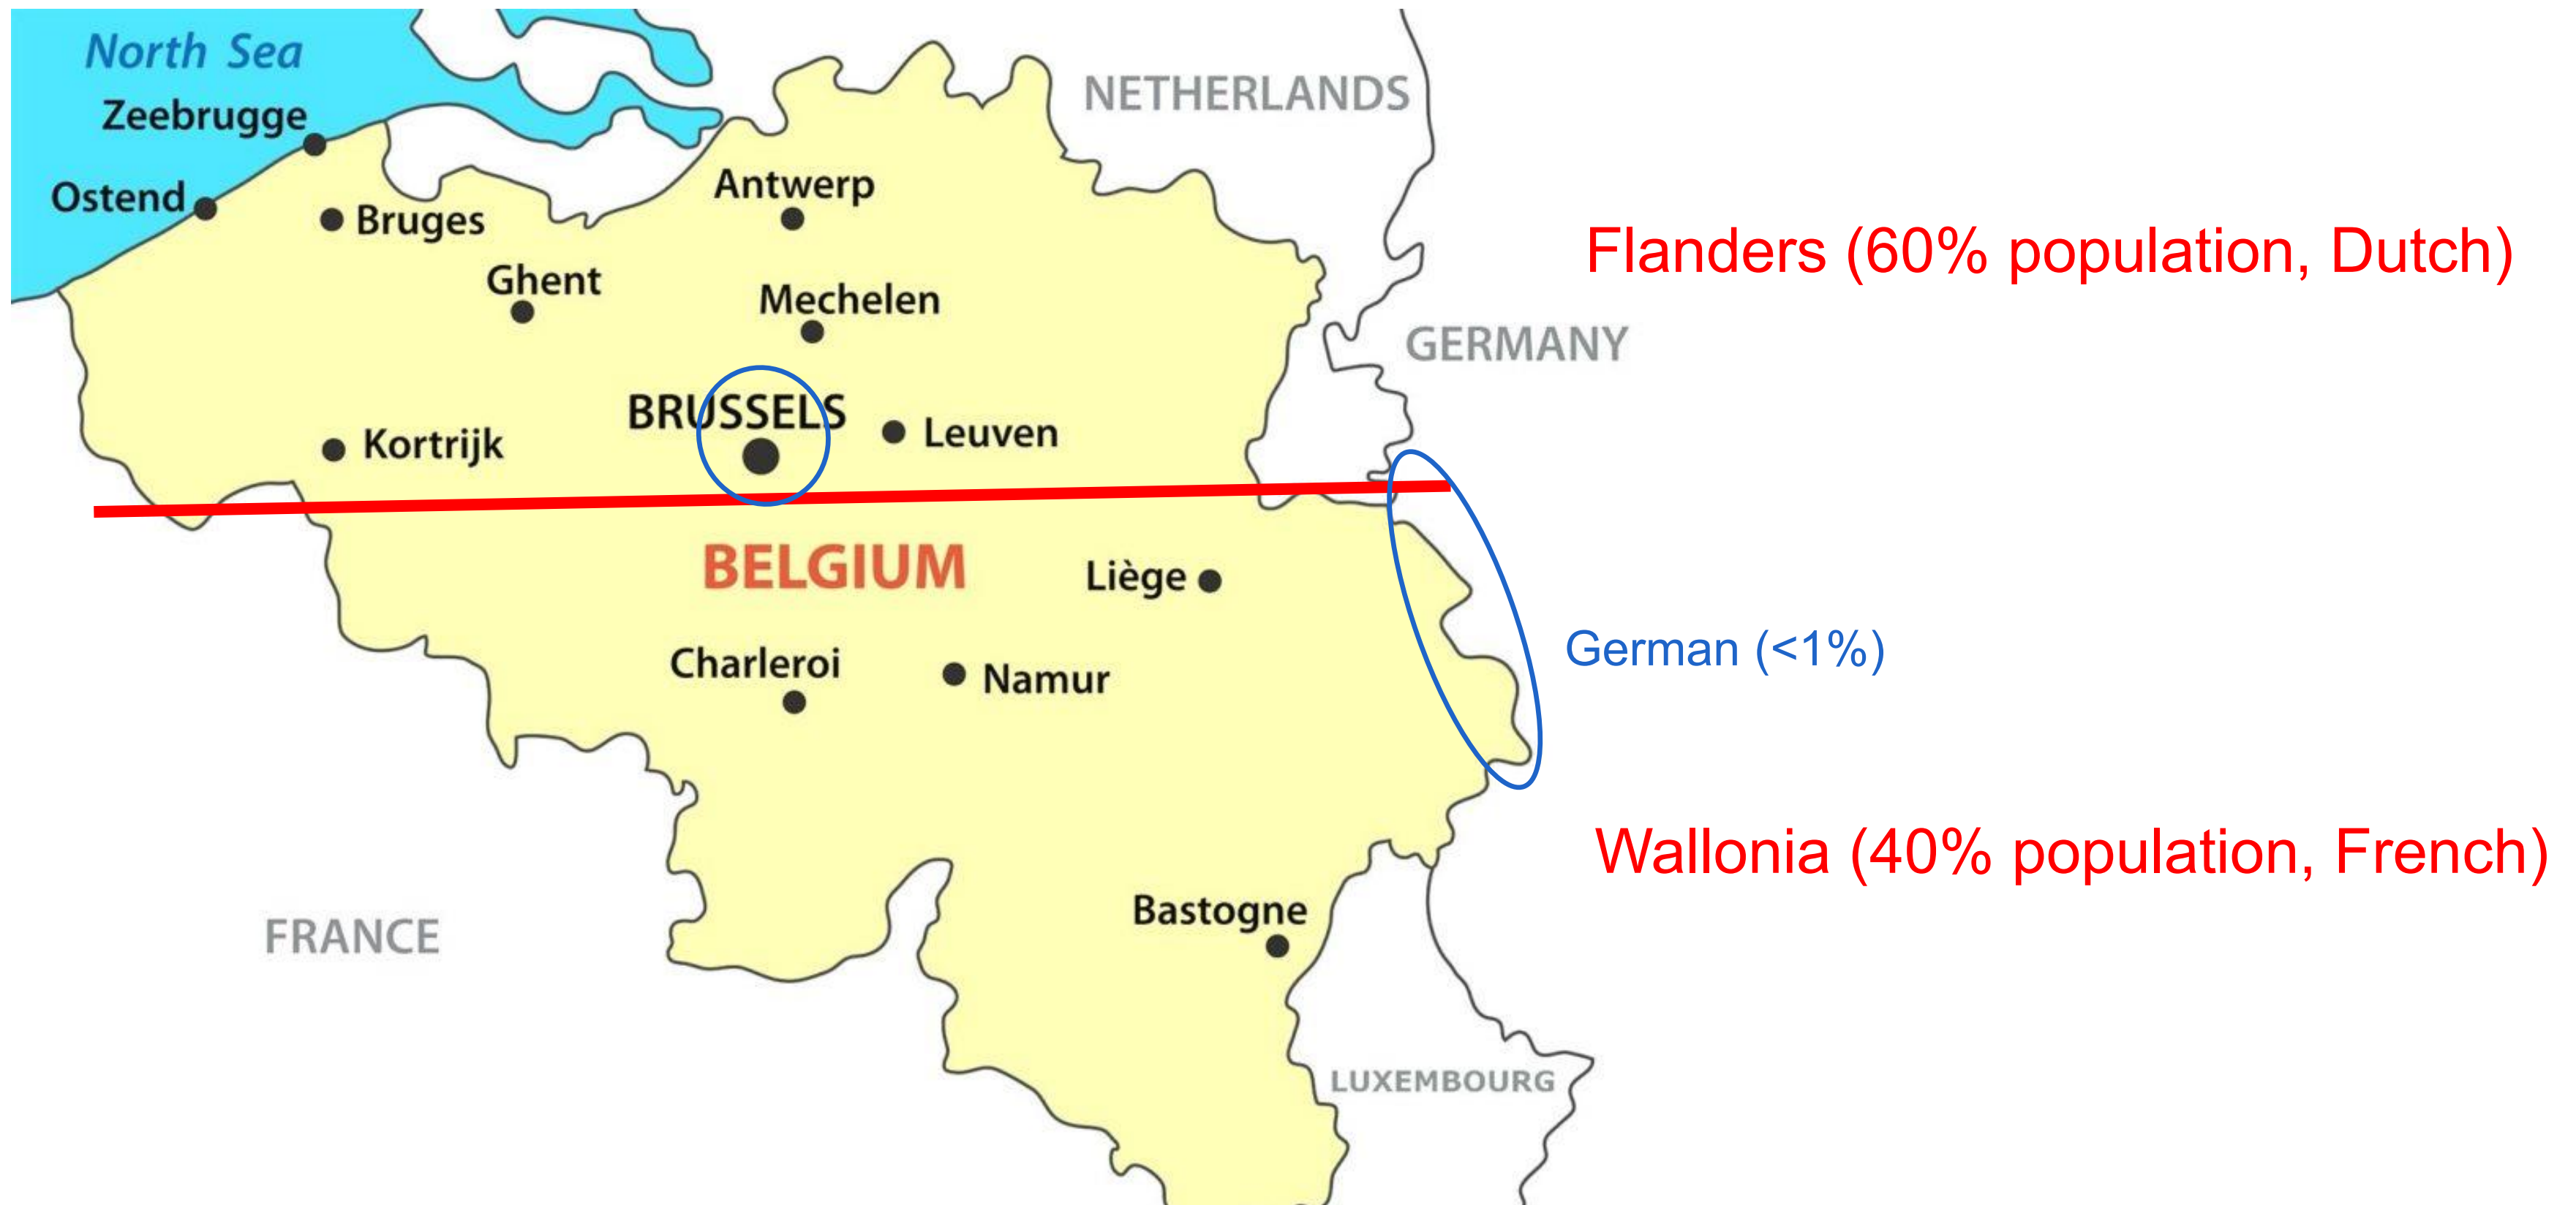 North Sea
NETHERLANDS
Zeebrugge
Antwerp
Ostend
Bruges
Flanders (60% population, Dutch)
Ghent
Mechelen
GERMANY
BRUSSELS
Leuven
Kortrijk
BELGIUM
Liège
German (<1%)
Charleroi
Namur
Wallonia (40% population, French)
Bastogne
FRANCE
LUXEMBOURG